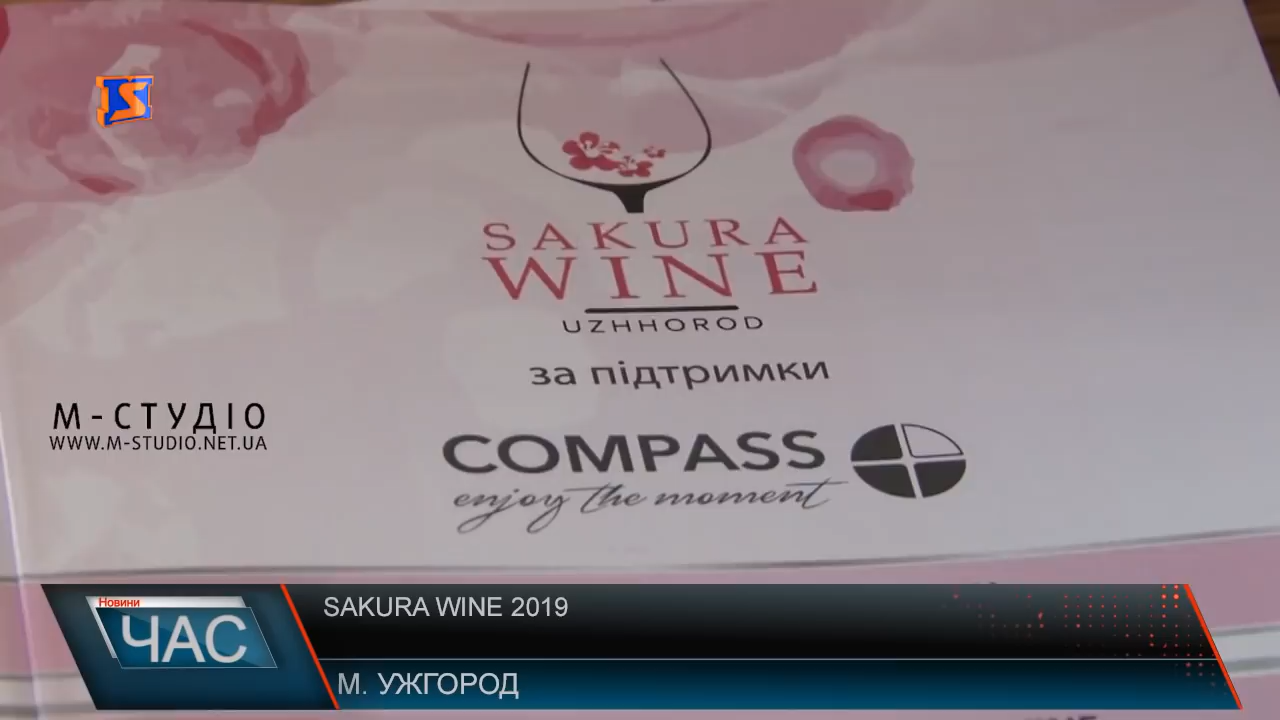 SAKURA
WINE
UZHHOROD
за підтримки
COMPASS
enjoy the moment
М-СТУДІО
WWW.M-STUDIO.NET.UA
Новини
ЧАС
SAKURA WINE 2019
М. УЖГОРОД